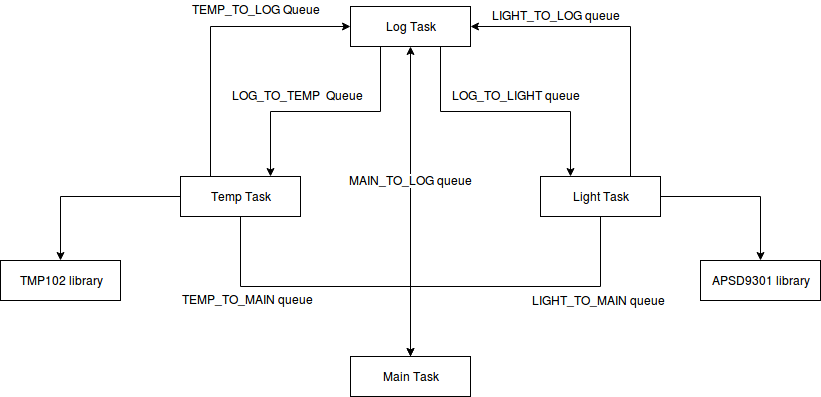 TEMP_TO_LOG Queue
LIGHT_TO_LOG queue
Log Task
LOG_TO_TEMP Queue
LOG_TO_LIGHT queue
MAIN_TO_LOG queue
Temp Task
Light Task
TMP102 library
APSD9301 library
TEMP_TO_MAIN queue
LIGHT_TO_MAIN queue
Main Task